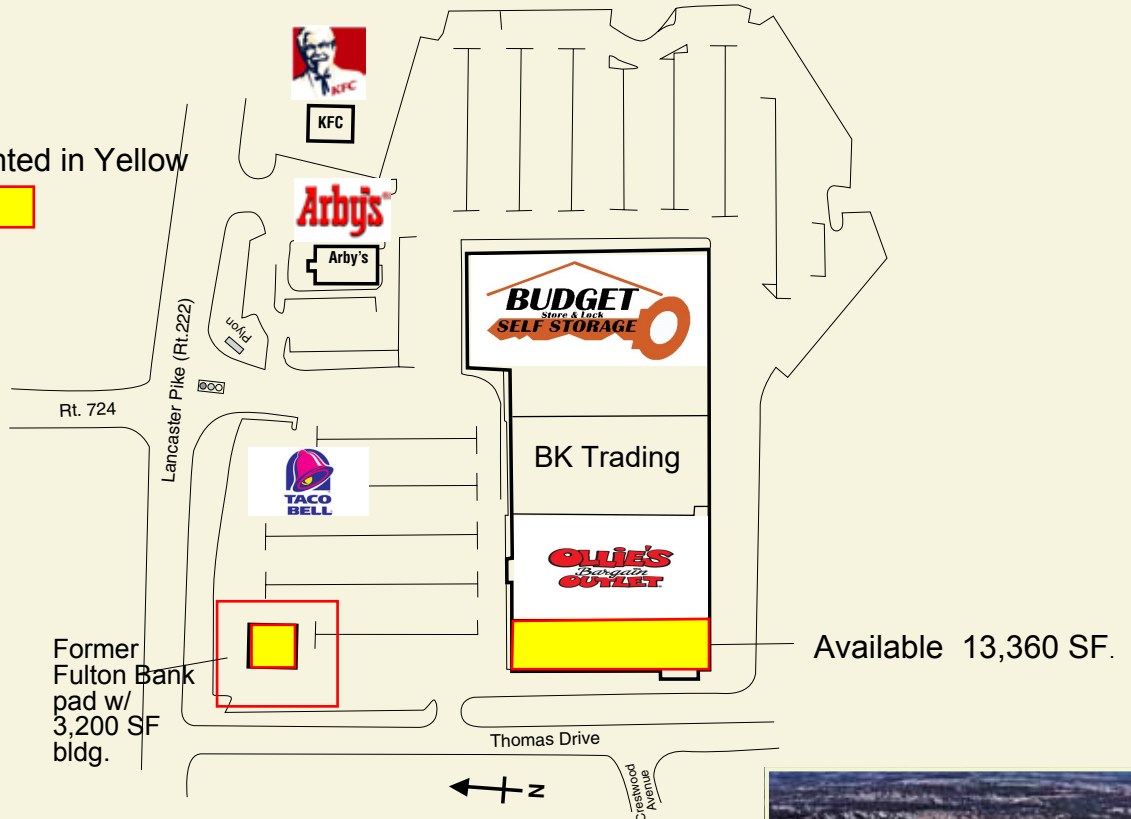 KFC
KFC
nted in Yellow
Arby's
Arby's
BUDGET
Store & Lock
SELF STORAGE
Plyon
Lancaster Pike (Rt.222)
Rt. 724
BK Trading
TACO
BELL
OLLIE'S
Bargain
OUTLET
Former
Fulton Bank
pad w/
3,200 SF
bldg.
Available 13,360 SF.
Thomas Drive
N
Crestwood
Avenue